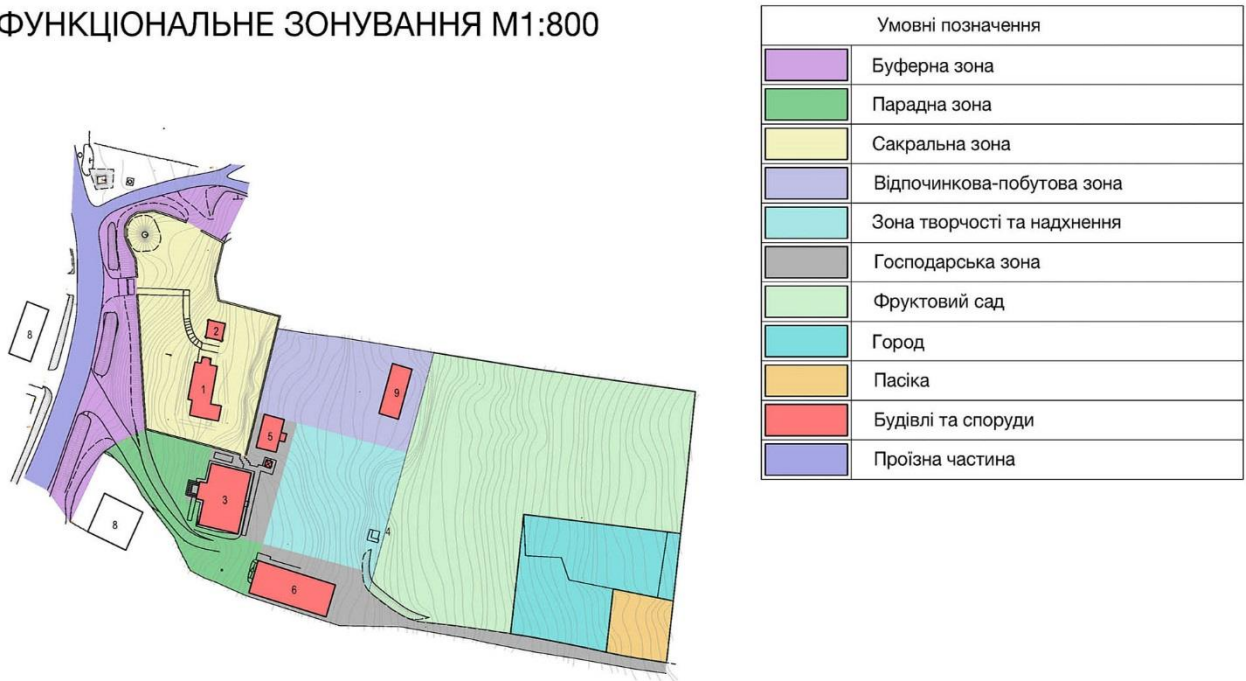 ФУНКЦІОНАЛЬНЕ ЗОНУВАННЯ М1:800
Умовні позначення
Буферна зона
Парадна зона
Сакральна зона
Відпочинкова-побутова зона
Зона творчості та надхнення
Господарська зона
Фруктовий сад
Город
Пасіка
Будівлі та споруди
Проїзна частина
8
2
1
9
5
3
4
8
6